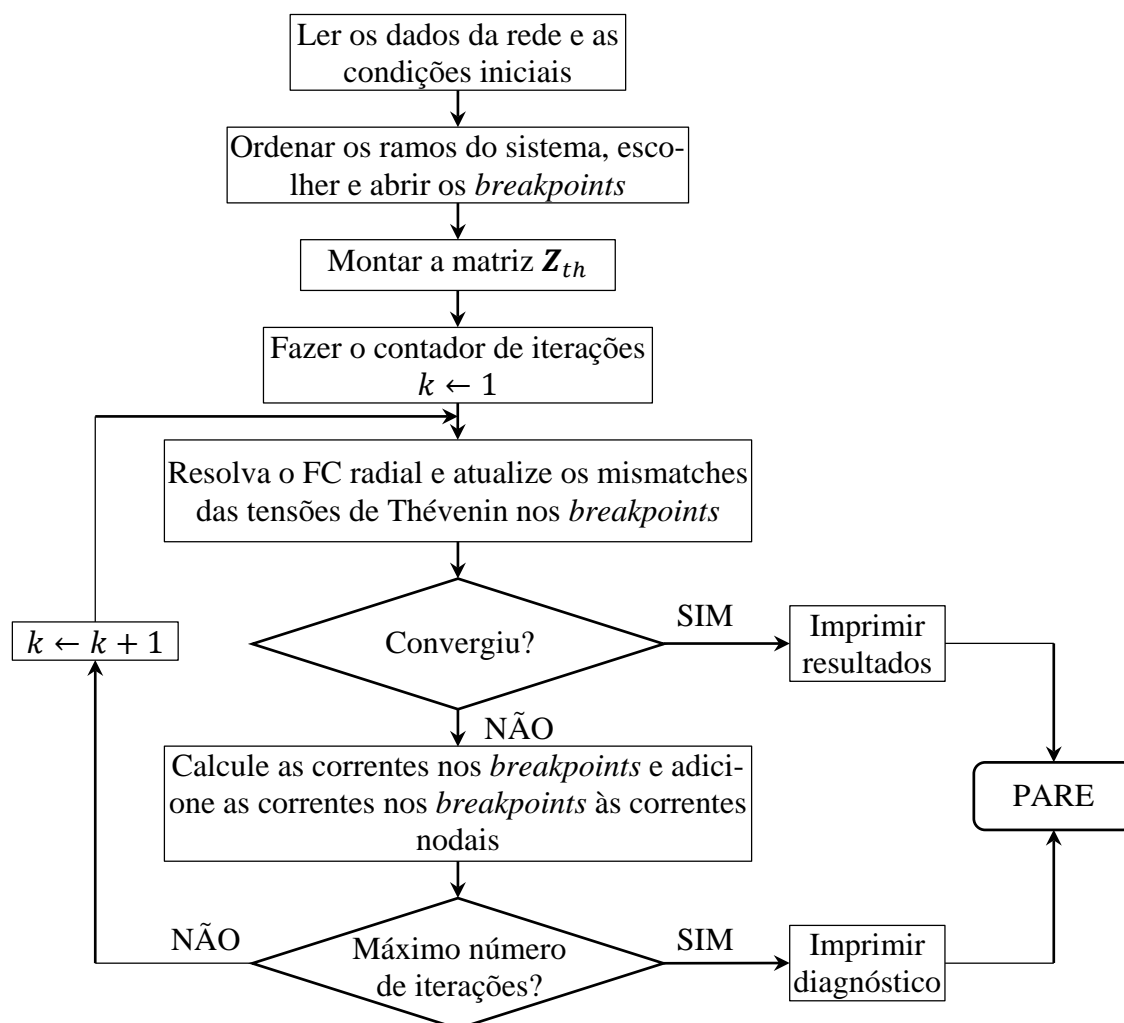 Ler os dados da rede e as
condições iniciais
Ordenar os ramos do sistema, esco-
lher e abrir os breakpoints
Montar a matriz Z_th
Fazer o contador de iterações
k ← 1
Resolva o FC radial e atualize os mismatches
das tensões de Thévenin nos breakpoints
Convergiu?
SIM
Imprimir
resultados
k ← k + 1
NÃO
Calcule as correntes nos breakpoints e adici-
one as correntes nos breakpoints às correntes
nodais
PARE
NÃO
Máximo número
de iterações?
SIM
Imprimir
diagnóstico